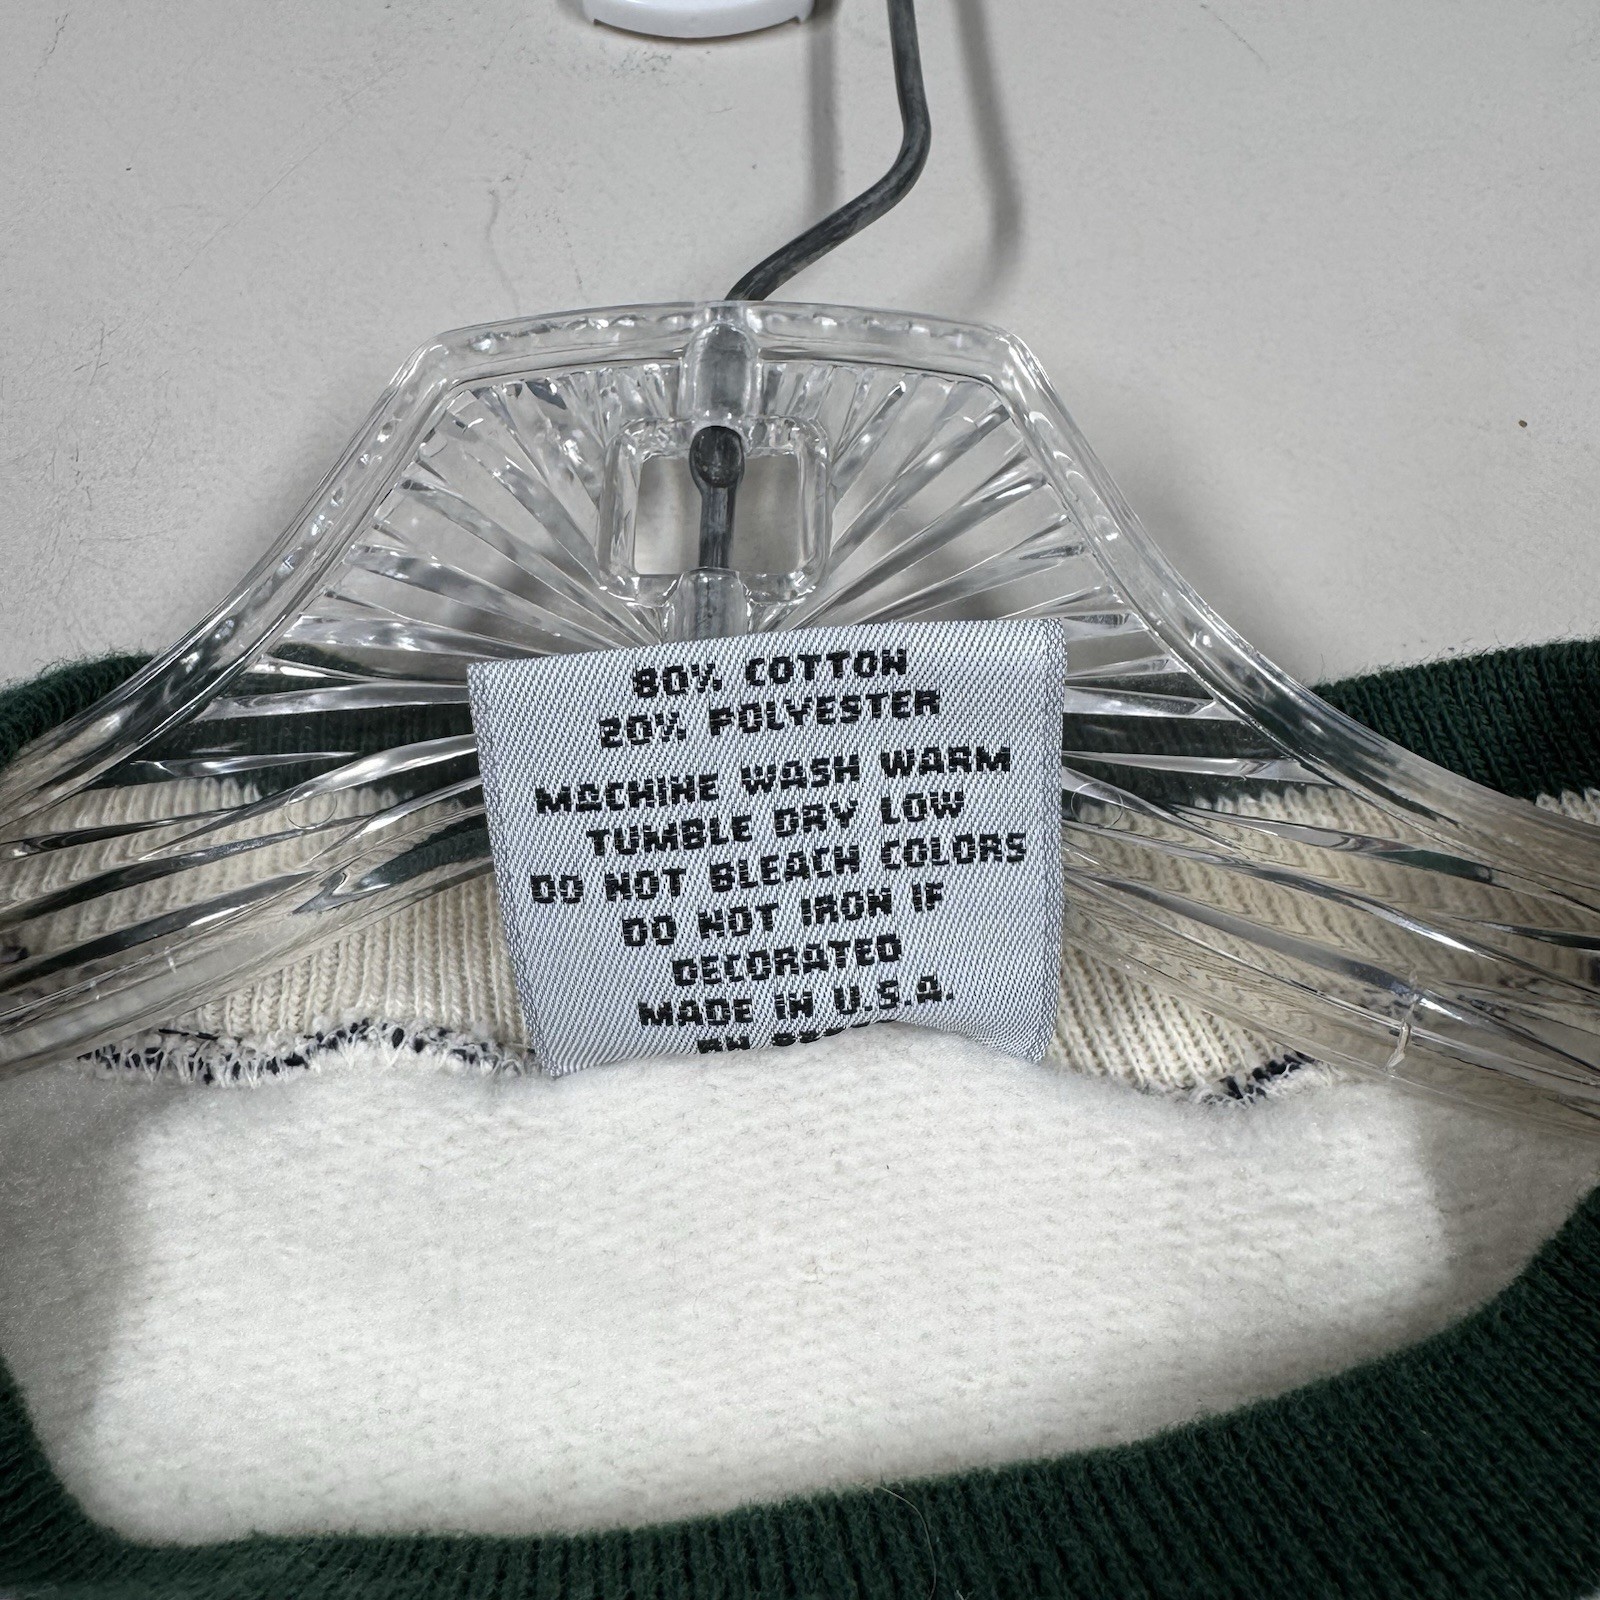 80% COTTON
20% POLYESTER
MACHINE WASH WARM
TUMBLE DRY LOW
DO NOT BLEACH COLORS
DO NOT IRON IF
DECORATED
MADE IN U.S.A.